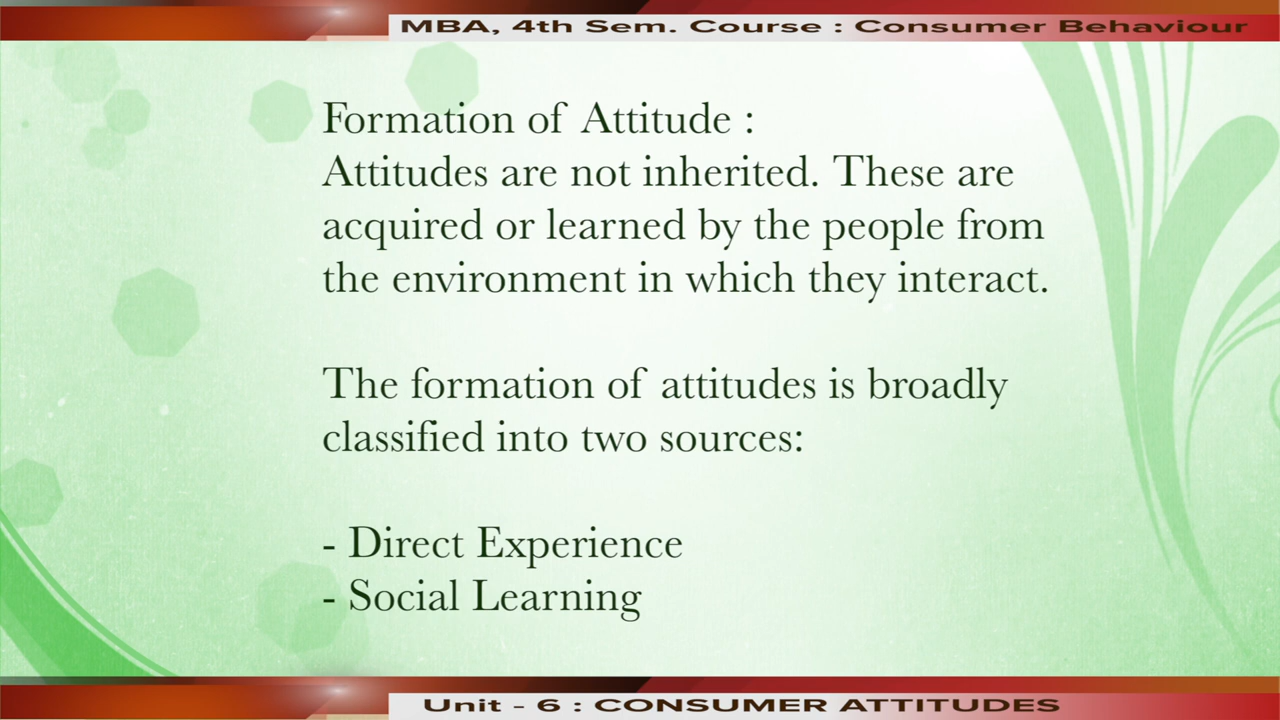 MBA, 4th Sem. Course : Consumer Behaviour
Formation of Attitude :
Attitudes are not inherited. These are
acquired or learned by the people from
the environment in which they interact.
The formation of attitudes is broadly
classified into two sources:
- Direct Experience
- Social Learning
Unit - 6 : CONSUMER ATTITUDES